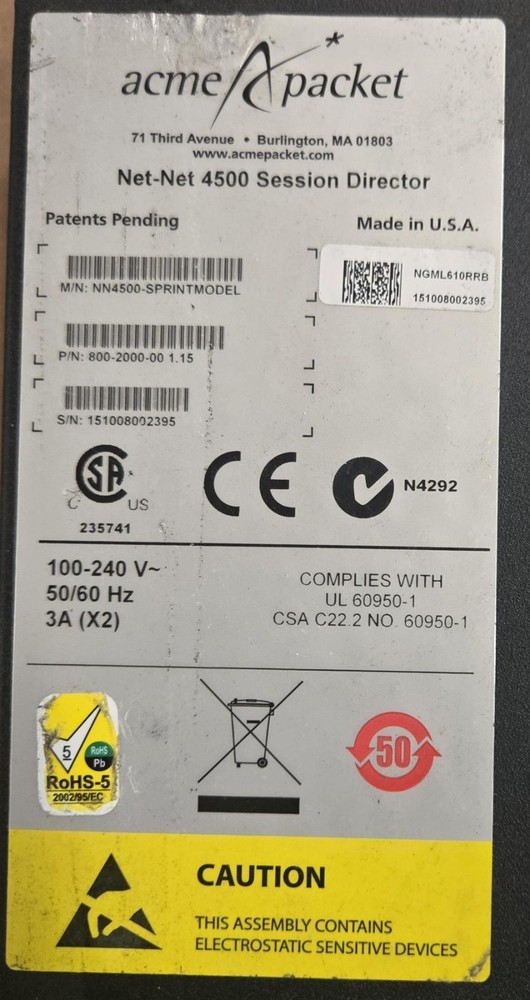 acme packet
71 Third Avenue • Burlington, MA 01803
www.acmepacket.com
Net-Net 4500 Session Director
Patents Pending
Made in U.S.A.
M/N: NN4500-SPRINTMODEL
NGML610RRB
151008002395
P/N: 800-2000-00 1.15
S/N: 151008002395
SA
C US
235741
CE
N4292
100-240 V~
50/60 Hz
3A (X2)
COMPLIES WITH
UL 60950-1
CSA C22.2 NO. 60950-1
5
RoHS
Pb
RoHS-5
2002/95/EC
50
CAUTION
THIS ASSEMBLY CONTAINS
ELECTROSTATIC SENSITIVE DEVICES